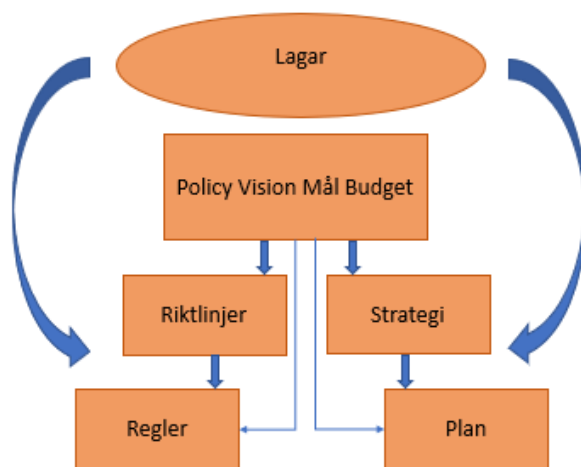 Lagar
Policy Vision Mål Budget
Riktlinjer
Strategi
Regler
Plan